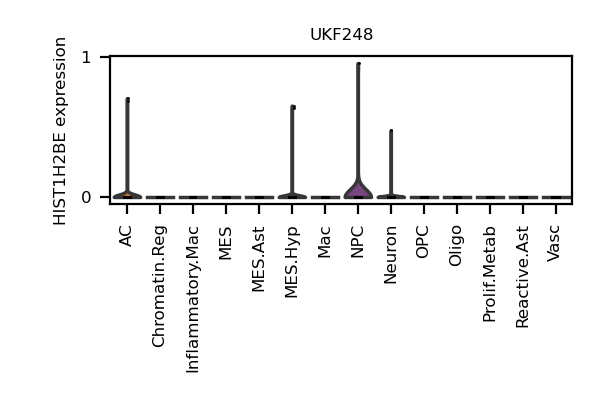 UKF248
HIST1H2BE expression
1
0
AC
Chromatin.Reg
Inflammatory.Mac
MES
MES.Ast
MES.Hyp
Mac
NPC
Neuron
OPC
Oligo
Prolif.Metab
Reactive.Ast
Vasc